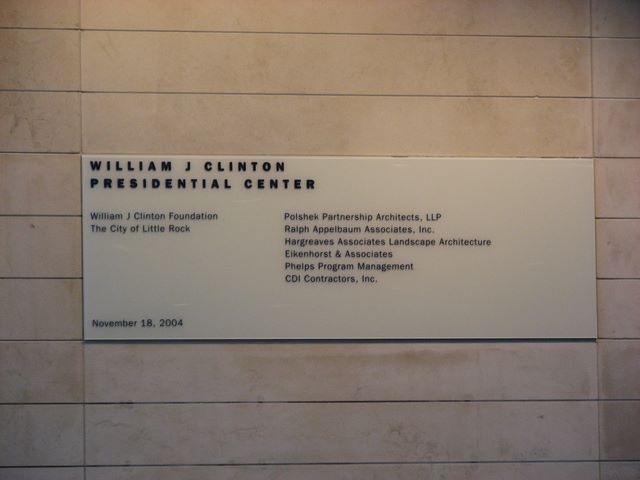 WILLIAM J CLINTON
PRESIDENTIAL CENTER
William J Clinton Foundation
The City of Little Rock
Polshek Partnership Architects, LLP
Ralph Appelbaum Associates, Inc.
Hargreaves Associates Landscape Architecture
Eikenhorst & Associates
Phelps Program Management
CDI Contractors, Inc.
November 18, 2004